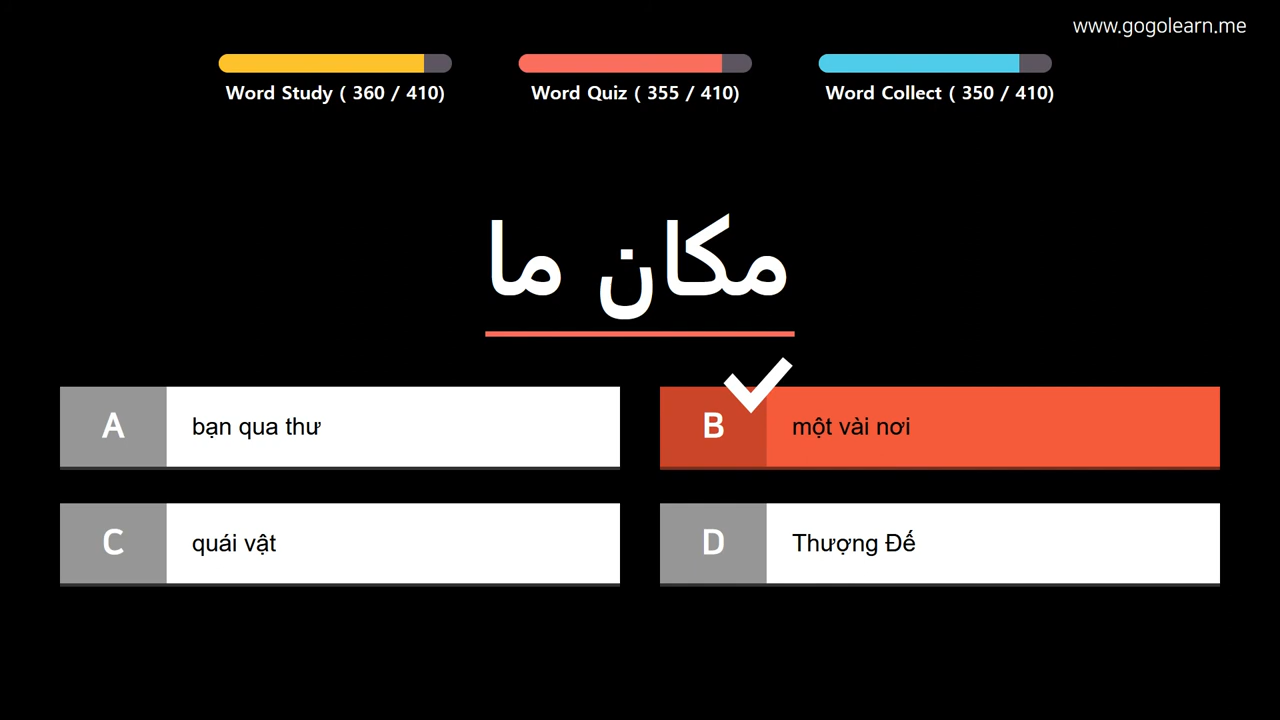 www.gogolearn.me
Word Study ( 360 / 410)
Word Quiz ( 355 / 410)
Word Collect ( 350 / 410)
مكان ما
A bạn qua thư
B một vài nơi
C quái vật
D Thượng Đế